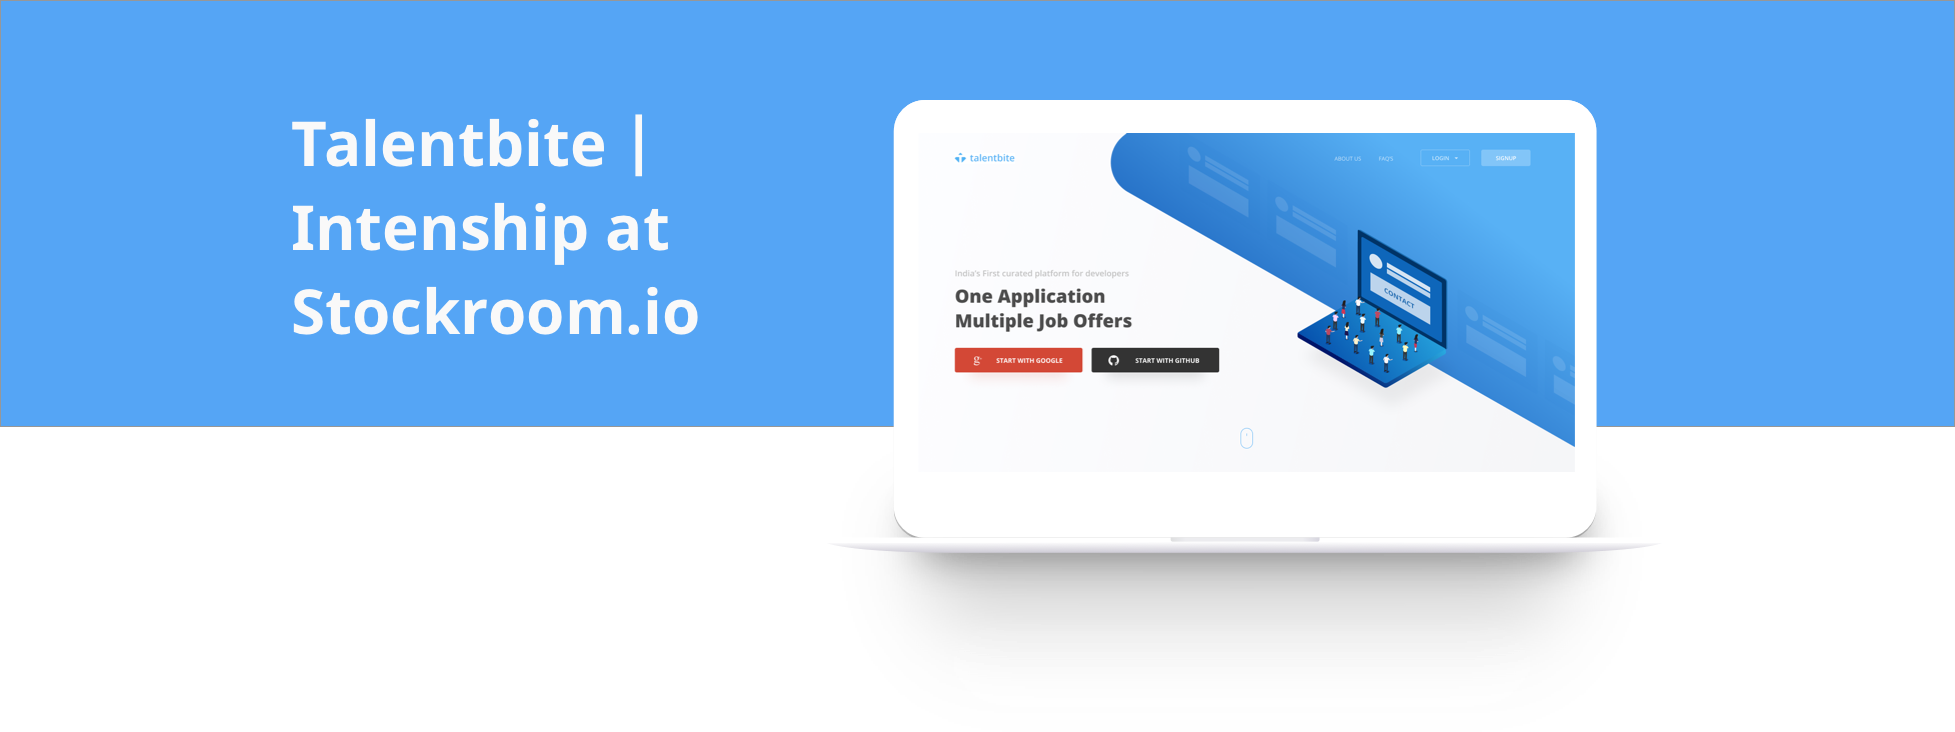 Talentbite |
Intenship at
Stockroom.io
talentbite
ABOUT US FAQ'S LOGIN SIGNUP
India's First curated platform for developers
One Application
Multiple Job Offers
START WITH GOOGLE START WITH GITHUB
CONTACT